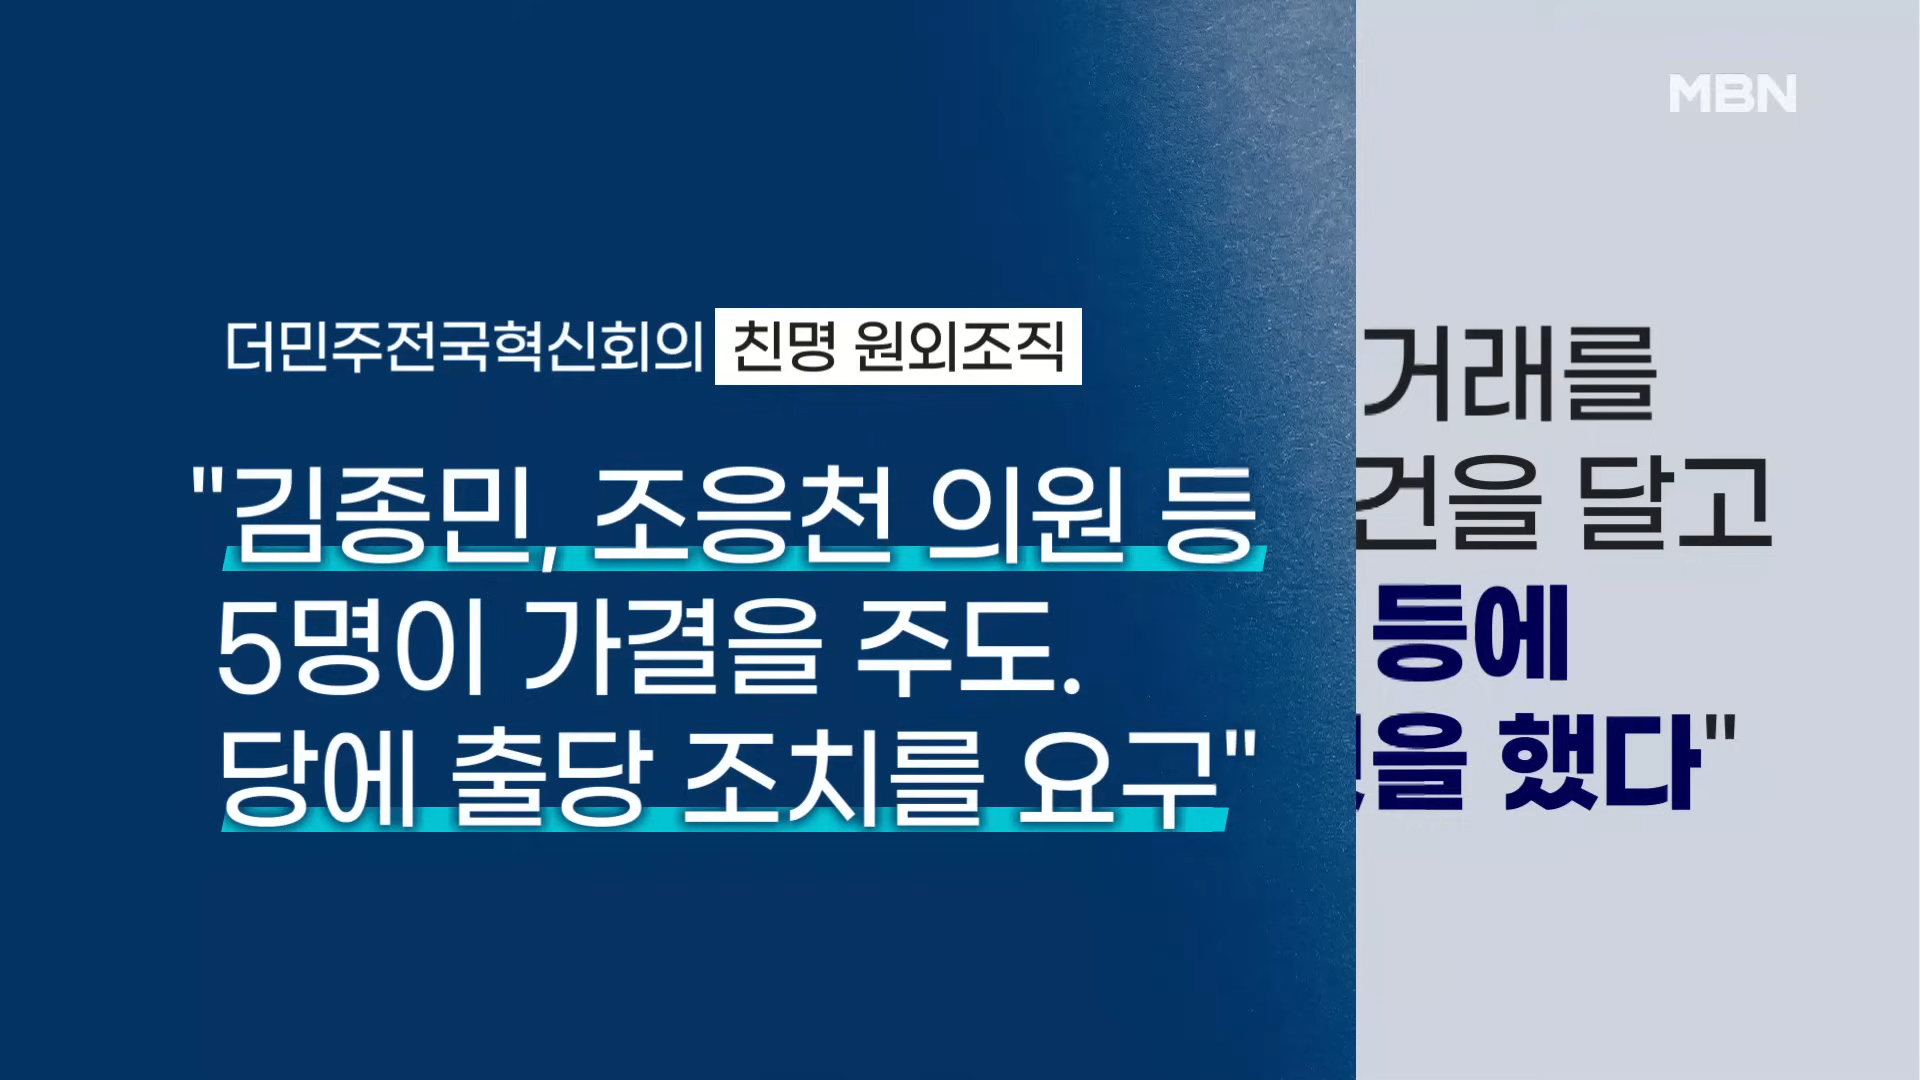 MBN
더민주전국혁신회의 친명 원외조직
"김종민, 조응천 의원 등
5명이 가결을 주도.
당에 출당 조치를 요구"
거래를
건을 달고
등에
을 했다"